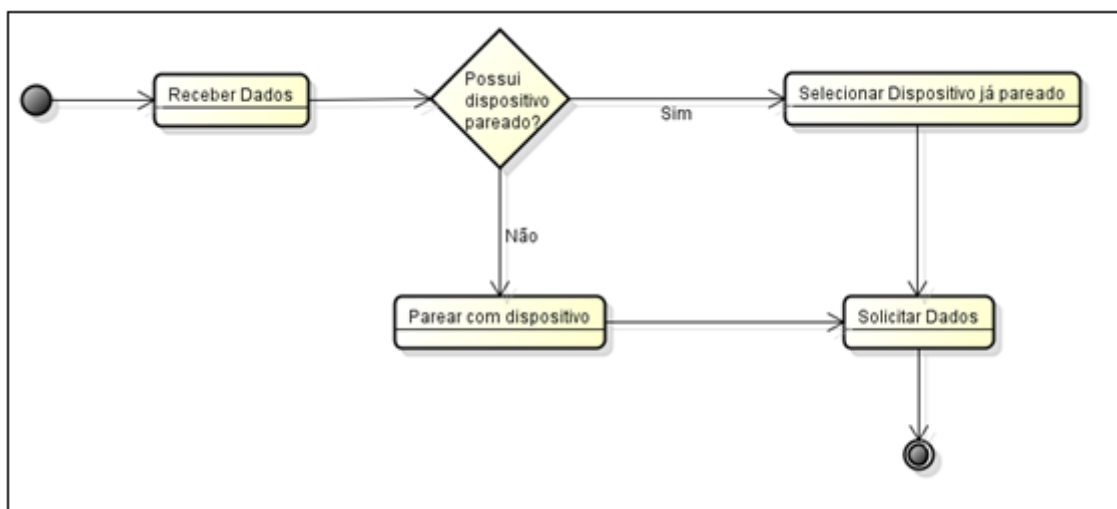 Receber Dados
Possui
dispositivo
pareado?
Sim
Selecionar Dispositivo já pareado
Não
Parear com dispositivo
Solicitar Dados